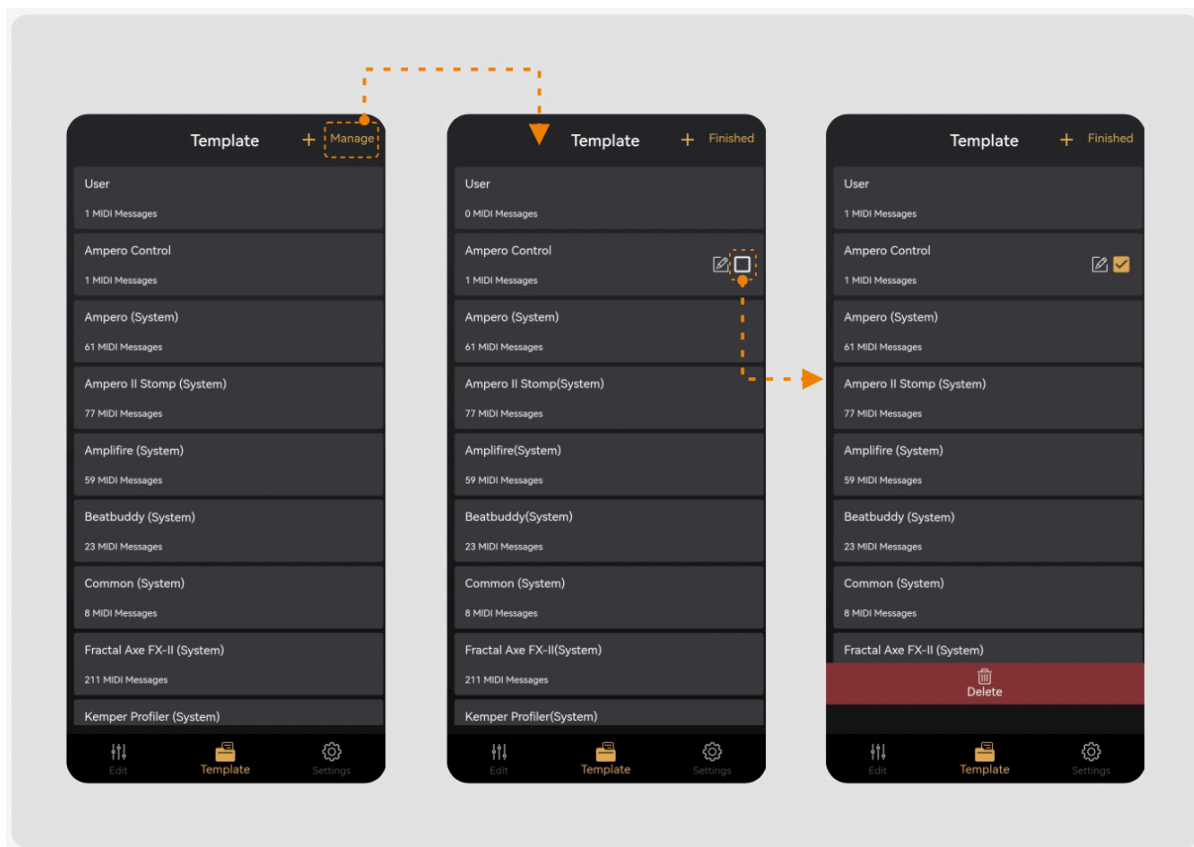 Template
+ Manage
User
1 MIDI Messages
Ampero Control
1 MIDI Messages
Ampero (System)
61 MIDI Messages
Ampero II Stomp (System)
77 MIDI Messages
Amplifire (System)
59 MIDI Messages
Beatbuddy (System)
23 MIDI Messages
Common (System)
8 MIDI Messages
Fractal Axe FX-II (System)
211 MIDI Messages
Kemper Profiler (System)
Edit
Template
Settings
Template
+ Finished
User
0 MIDI Messages
Ampero Control
1 MIDI Messages
Ampero (System)
61 MIDI Messages
Ampero II Stomp(System)
77 MIDI Messages
Amplifire(System)
59 MIDI Messages
Beatbuddy(System)
23 MIDI Messages
Common (System)
8 MIDI Messages
Fractal Axe FX-II(System)
211 MIDI Messages
Kemper Profiler(System)
Edit
Template
Settings
Template
+ Finished
User
1 MIDI Messages
Ampero Control
1 MIDI Messages
Ampero (System)
61 MIDI Messages
Ampero II Stomp (System)
77 MIDI Messages
Amplifire (System)
59 MIDI Messages
Beatbuddy (System)
23 MIDI Messages
Common (System)
8 MIDI Messages
Fractal Axe FX-II (System)
Delete
Edit
Template
Settings